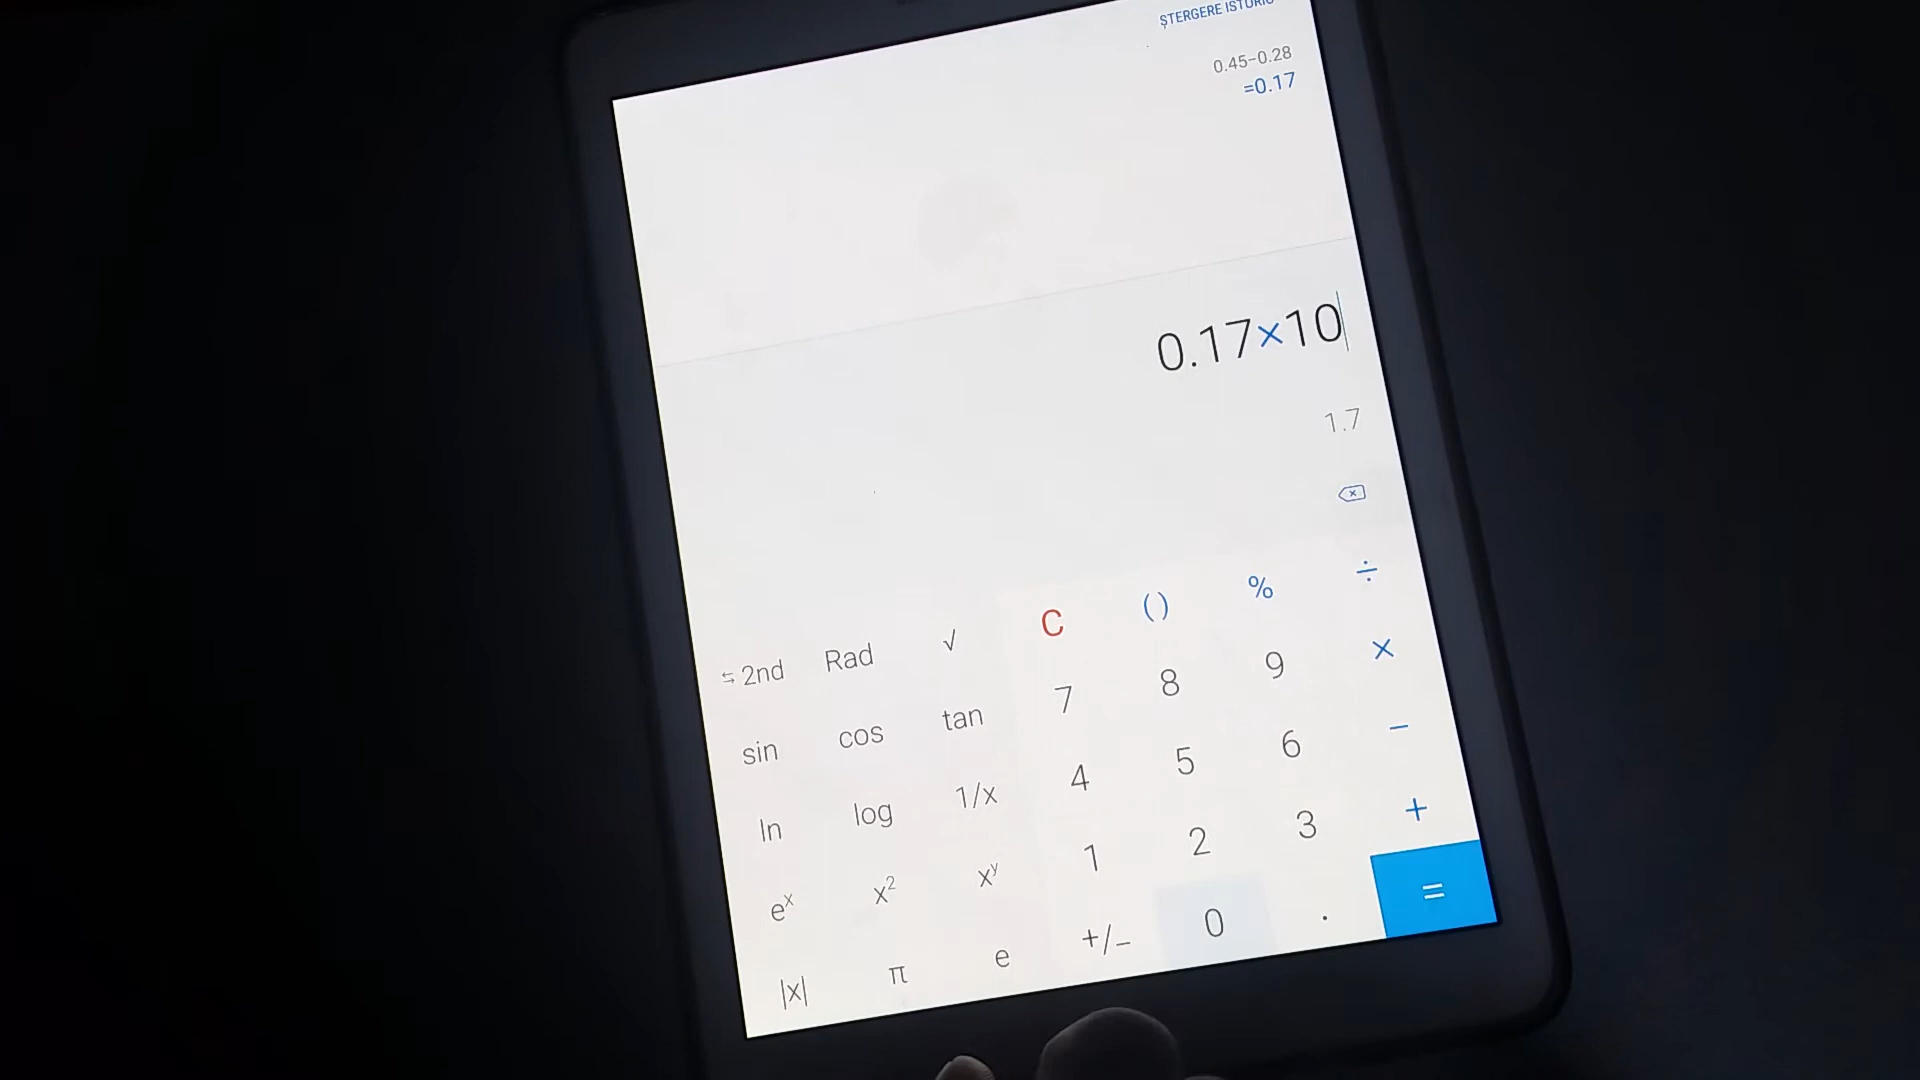 ȘTERGERE ISTORIC
0.45−0.28
=0.17
0.17×10
1.7
⇆ 2nd Rad √ C () % ÷
sin cos tan 7 8 9 ×
ln log 1/x 4 5 6 −
eˣ x² xʸ 1 2 3 +
|x| π e +/− 0 . =